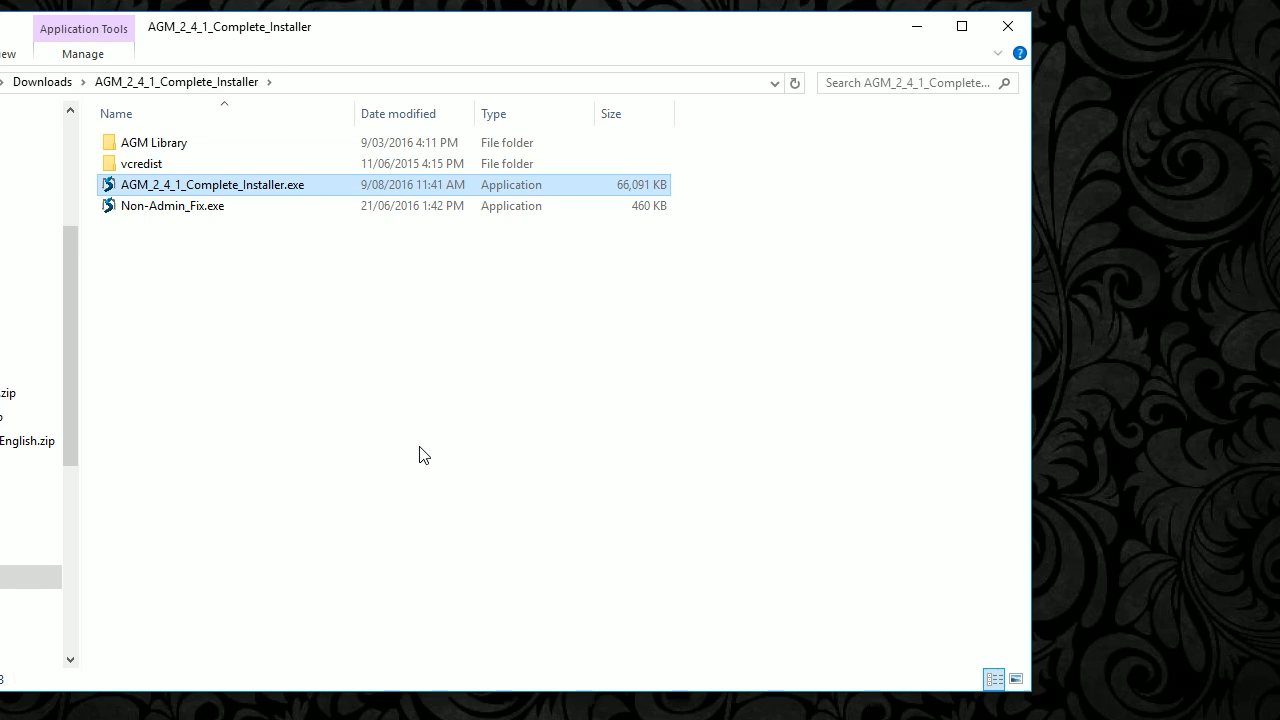 Application Tools
AGM_2_4_1_Complete_Installer
ew
Manage
Downloads
AGM_2_4_1_Complete_Installer
Search AGM_2_4_1_Complete...
Name
Date modified
Type
Size
AGM Library
9/03/2016 4:11 PM
File folder
vcredist
11/06/2015 4:15 PM
File folder
AGM_2_4_1_Complete_Installer.exe
9/08/2016 11:41 AM
Application
66,091 KB
Non-Admin_Fix.exe
21/06/2016 1:42 PM
Application
460 KB
.zip
English.zip